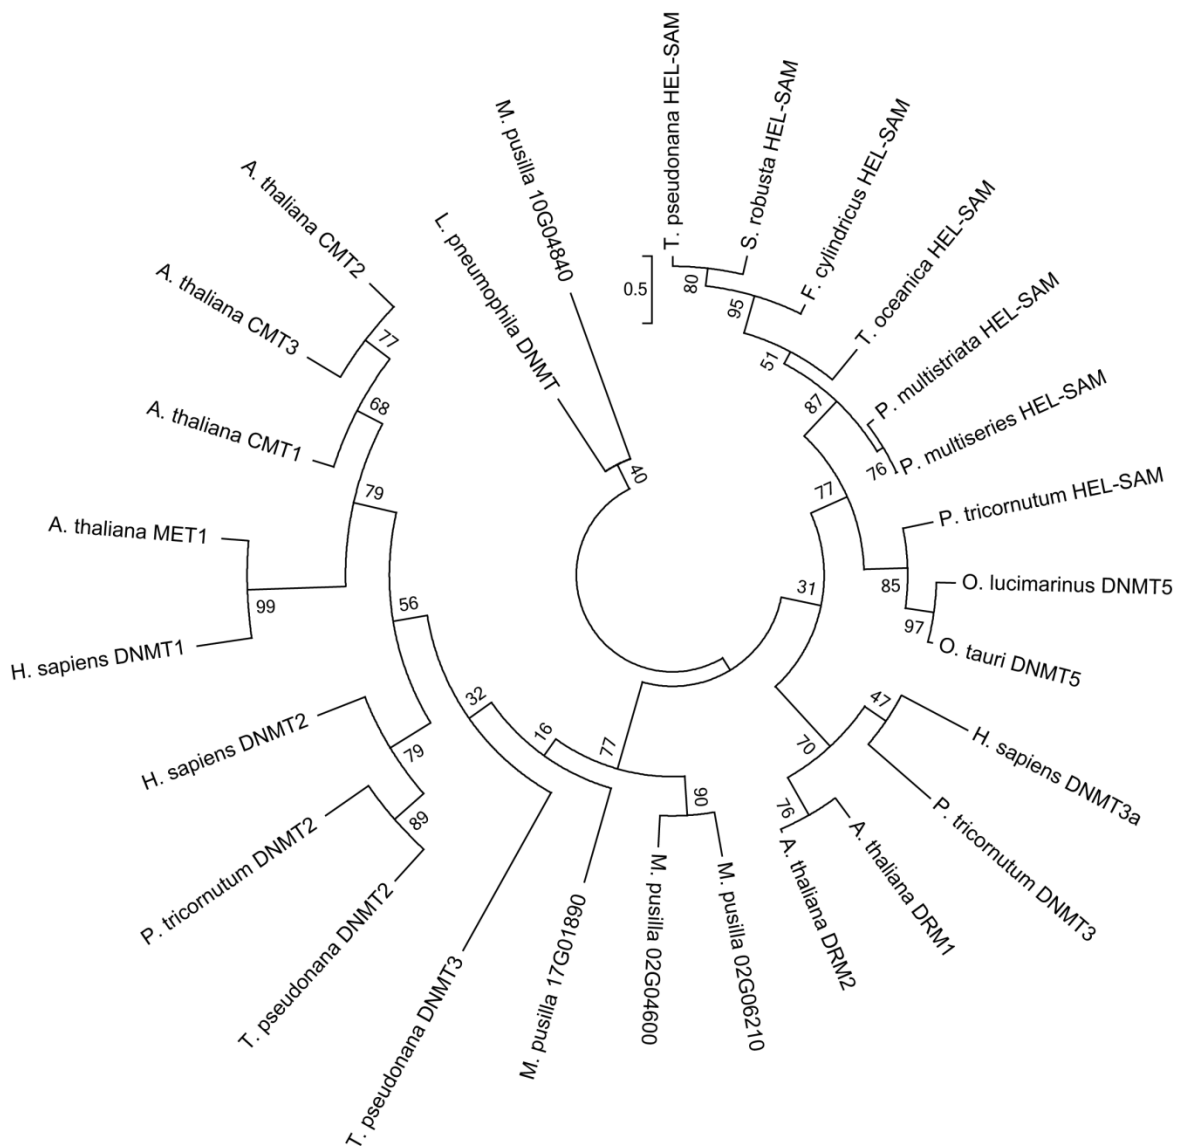 T. pseudonana HEL-SAM
S. robusta HEL-SAM
F. cylindricus HEL-SAM
T. oceanica HEL-SAM
P. multistriata HEL-SAM
P. multiseries HEL-SAM
P. tricornutum HEL-SAM
O. lucimarinus DNMT5
O. tauri DNMT5
H. sapiens DNMT3a
P. tricornutum DNMT3
A. thaliana DRM1
A. thaliana DRM2
M. pusilla 02G06210
M. pusilla 02G04600
M. pusilla 17G01890
T. pseudonana DNMT3
T. pseudonana DNMT2
P. tricornutum DNMT2
H. sapiens DNMT2
H. sapiens DNMT1
A. thaliana MET1
A. thaliana CMT1
A. thaliana CMT3
A. thaliana CMT2
L. pneumophila DNMT
M. pusilla 10G04840
0.5
80
95
51
87
76
77
85
97
31
47
70
76
90
77
16
32
56
89
79
99
79
68
77
40